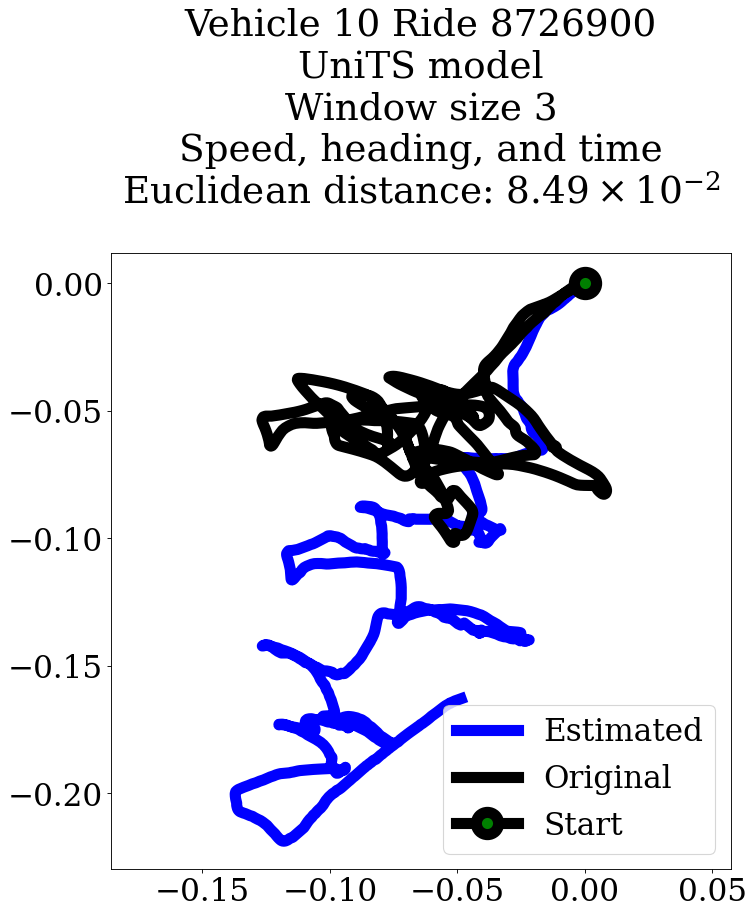 Vehicle 10 Ride 8726900
UniTS model
Window size 3
Speed, heading, and time
Euclidean distance: 8.49 × 10⁻²
0.00
−0.05
−0.10
−0.15
−0.20
Estimated
Original
Start
−0.15 −0.10 −0.05 0.00 0.05